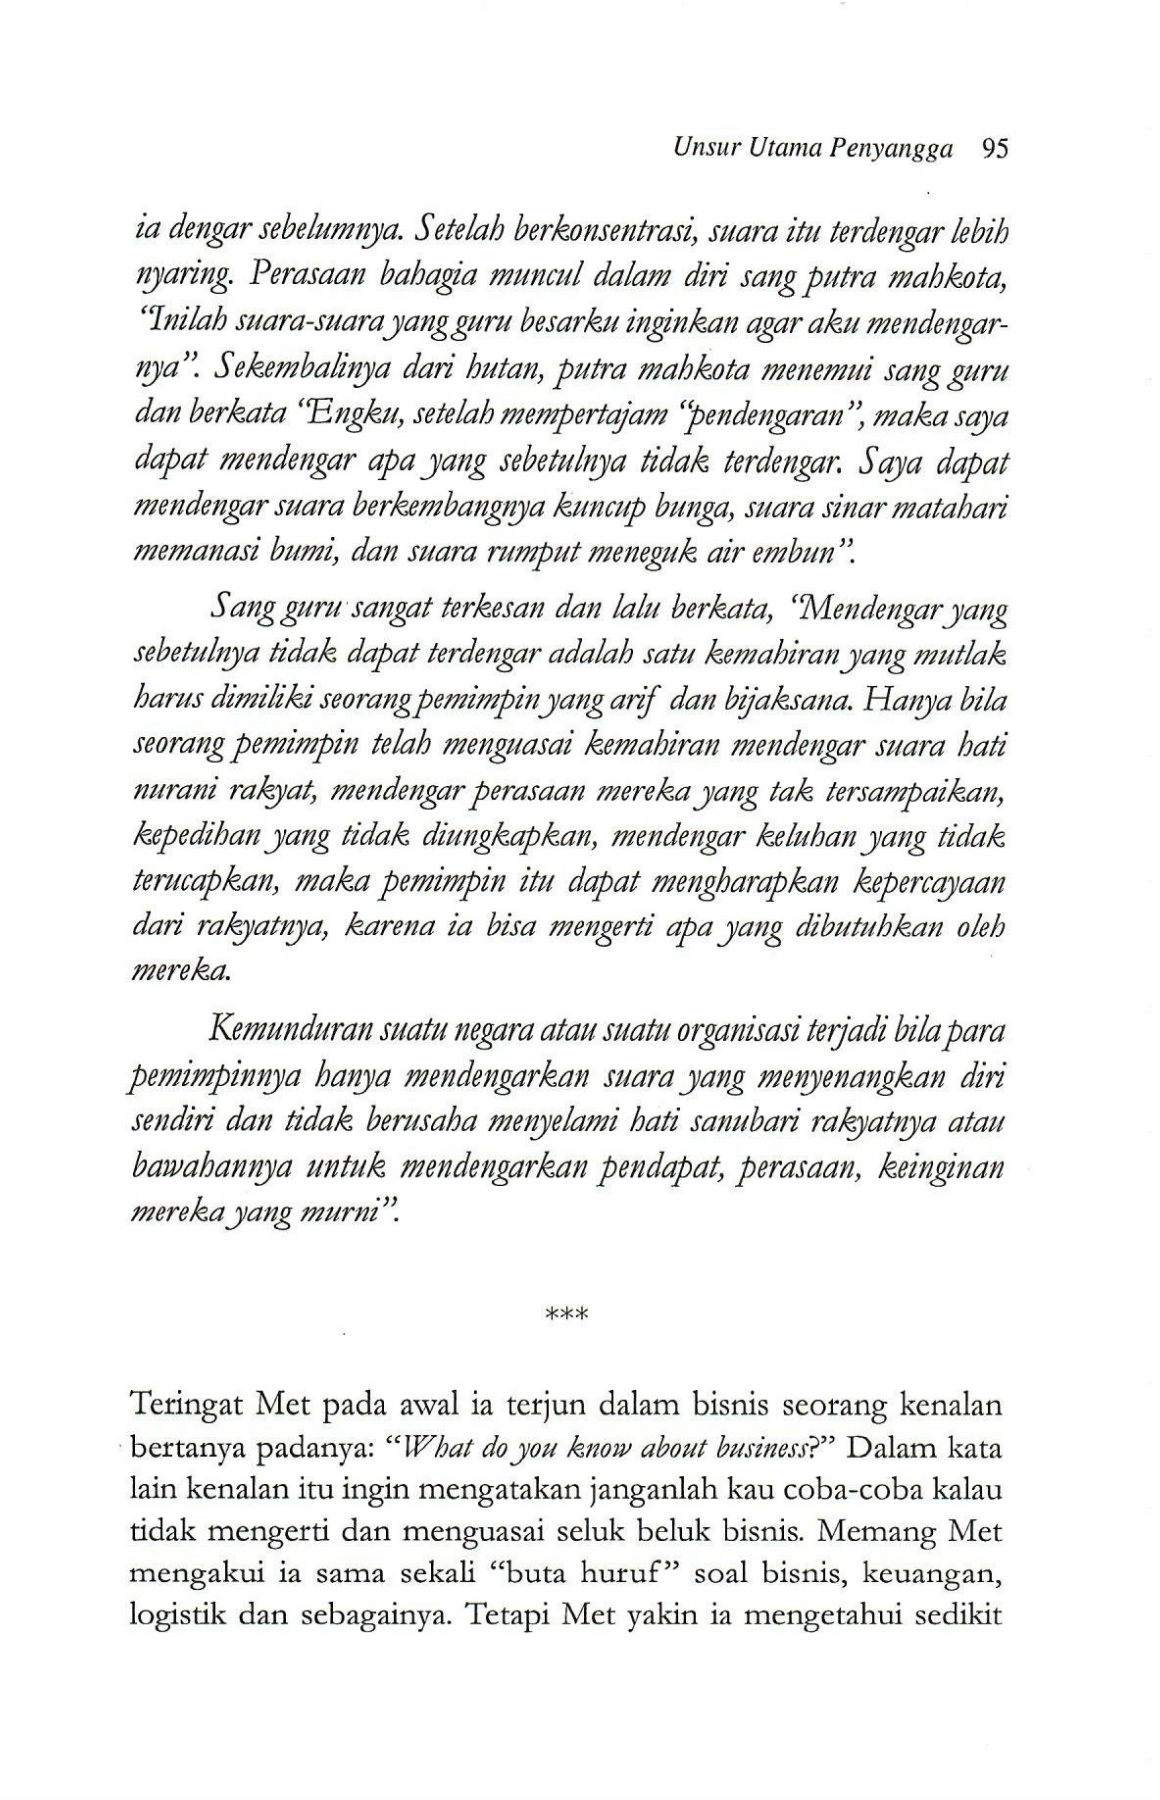 Unsur Utama Penyangga 95
ia dengar sebelumnya. Setelah berkonsentrasi, suara itu terdengar lebih
nyaring. Perasaan bahagia muncul dalam diri sang putra mahkota,
“Inilah suara-suara yang guru besarku inginkan agar aku mendengar-
nya”. Sekembalinya dari hutan, putra mahkota menemui sang guru
dan berkata “Engku, setelah mempertajam “pendengaran”, maka saya
dapat mendengar apa yang sebetulnya tidak terdengar. Saya dapat
mendengar suara berkembangnya kuncup bunga, suara sinar matahari
memanasi bumi, dan suara rumput meneguk air embun”.
Sang guru sangat terkesan dan lalu berkata, “Mendengar yang
sebetulnya tidak dapat terdengar adalah satu kemahiran yang mutlak
harus dimiliki seorang pemimpin yang arif dan bijaksana. Hanya bila
seorang pemimpin telah menguasai kemahiran mendengar suara hati
nurani rakyat, mendengar perasaan mereka yang tak tersampaikan,
kepedihan yang tidak diungkapkan, mendengar keluhan yang tidak
terucapkan, maka pemimpin itu dapat mengharapkan kepercayaan
dari rakyatnya, karena ia bisa mengerti apa yang dibutuhkan oleh
mereka.
Kemunduran suatu negara atau suatu organisasi terjadi bila para
pemimpinnya hanya mendengarkan suara yang menyenangkan diri
sendiri dan tidak berusaha menyelami hati sanubari rakyatnya atau
bawahannya untuk mendengarkan pendapat, perasaan, keinginan
mereka yang murni”.
***
Teringat Met pada awal ia terjun dalam bisnis seorang kenalan
bertanya padanya: “What do you know about business?” Dalam kata
lain kenalan itu ingin mengatakan janganlah kau coba-coba kalau
tidak mengerti dan menguasai seluk beluk bisnis. Memang Met
mengakui ia sama sekali “buta huruf” soal bisnis, keuangan,
logistik dan sebagainya. Tetapi Met yakin ia mengetahui sedikit